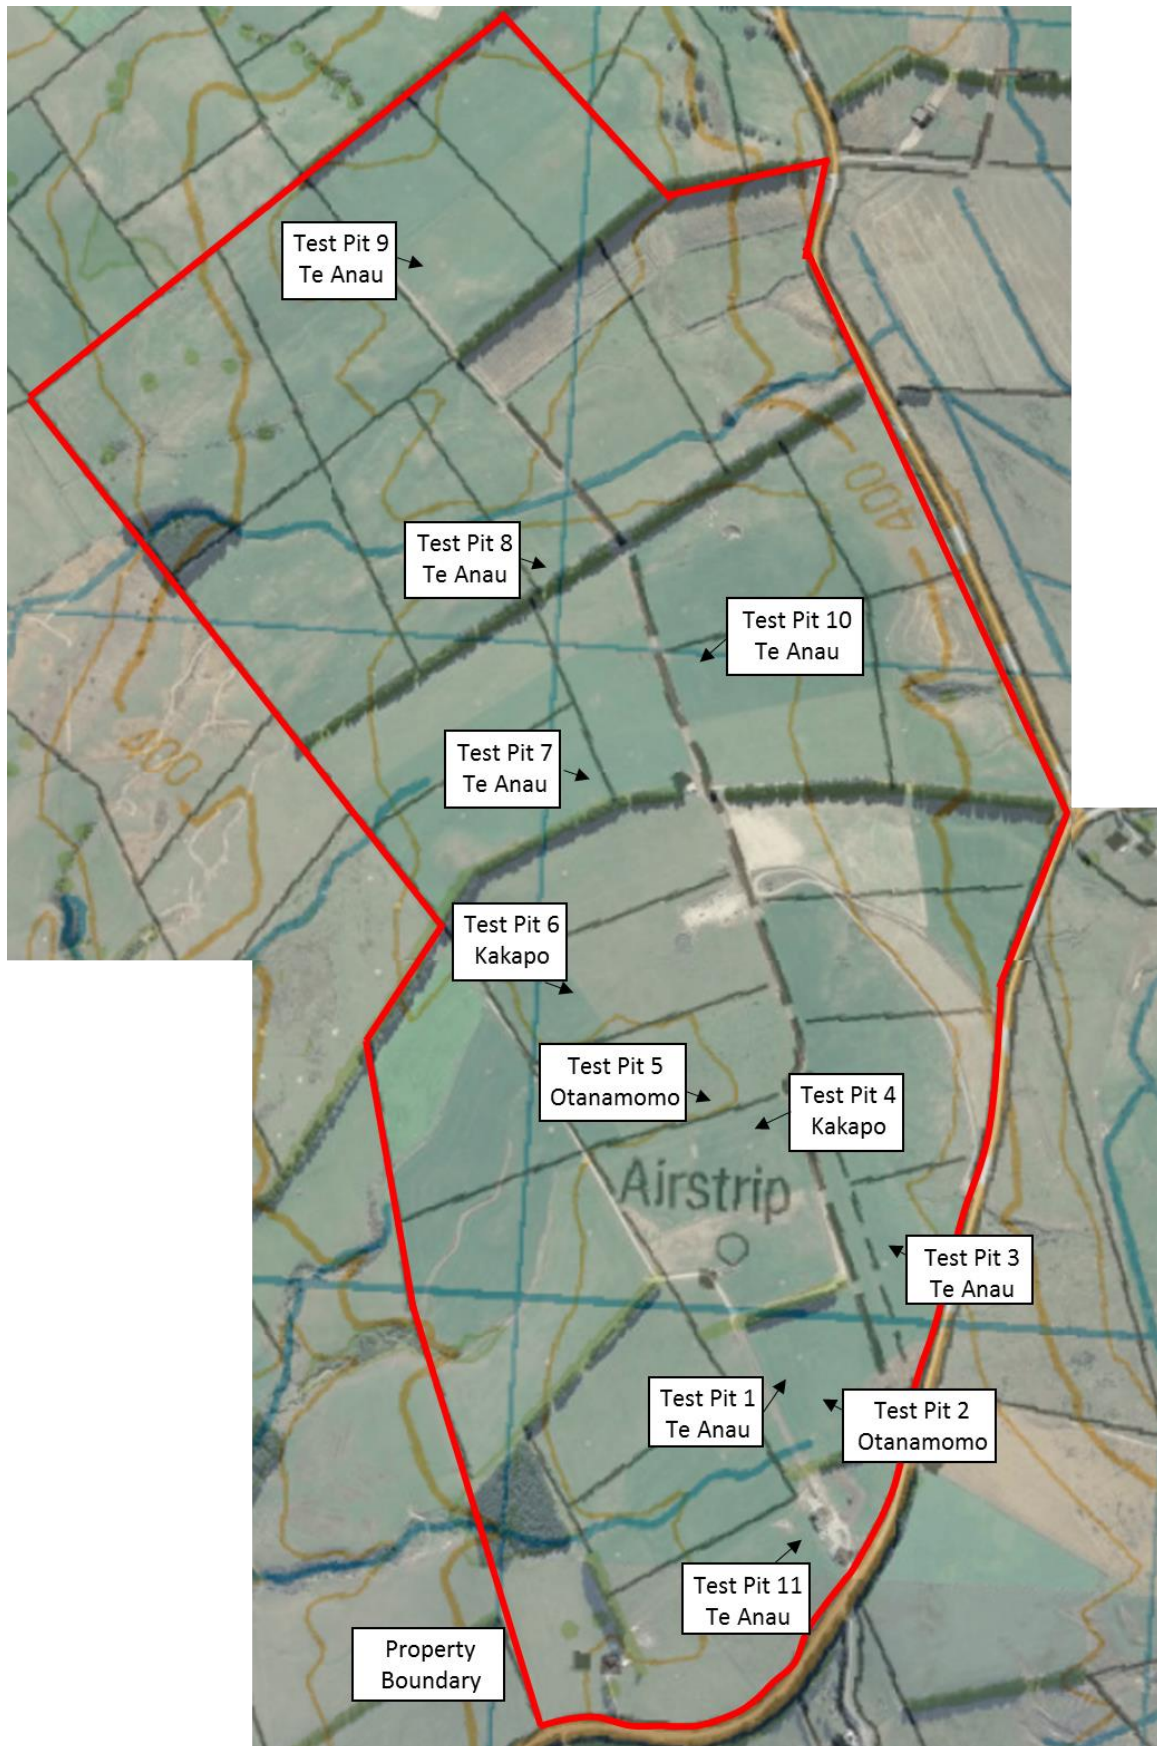 Test Pit 9
Te Anau
400
Test Pit 8
Te Anau
Test Pit 10
Te Anau
400
Test Pit 7
Te Anau
Test Pit 6
Kakapo
Test Pit 5
Otanamomo
Test Pit 4
Kakapo
Airstrip
Test Pit 3
Te Anau
Test Pit 1
Te Anau
Test Pit 2
Otanamomo
Test Pit 11
Te Anau
Property
Boundary